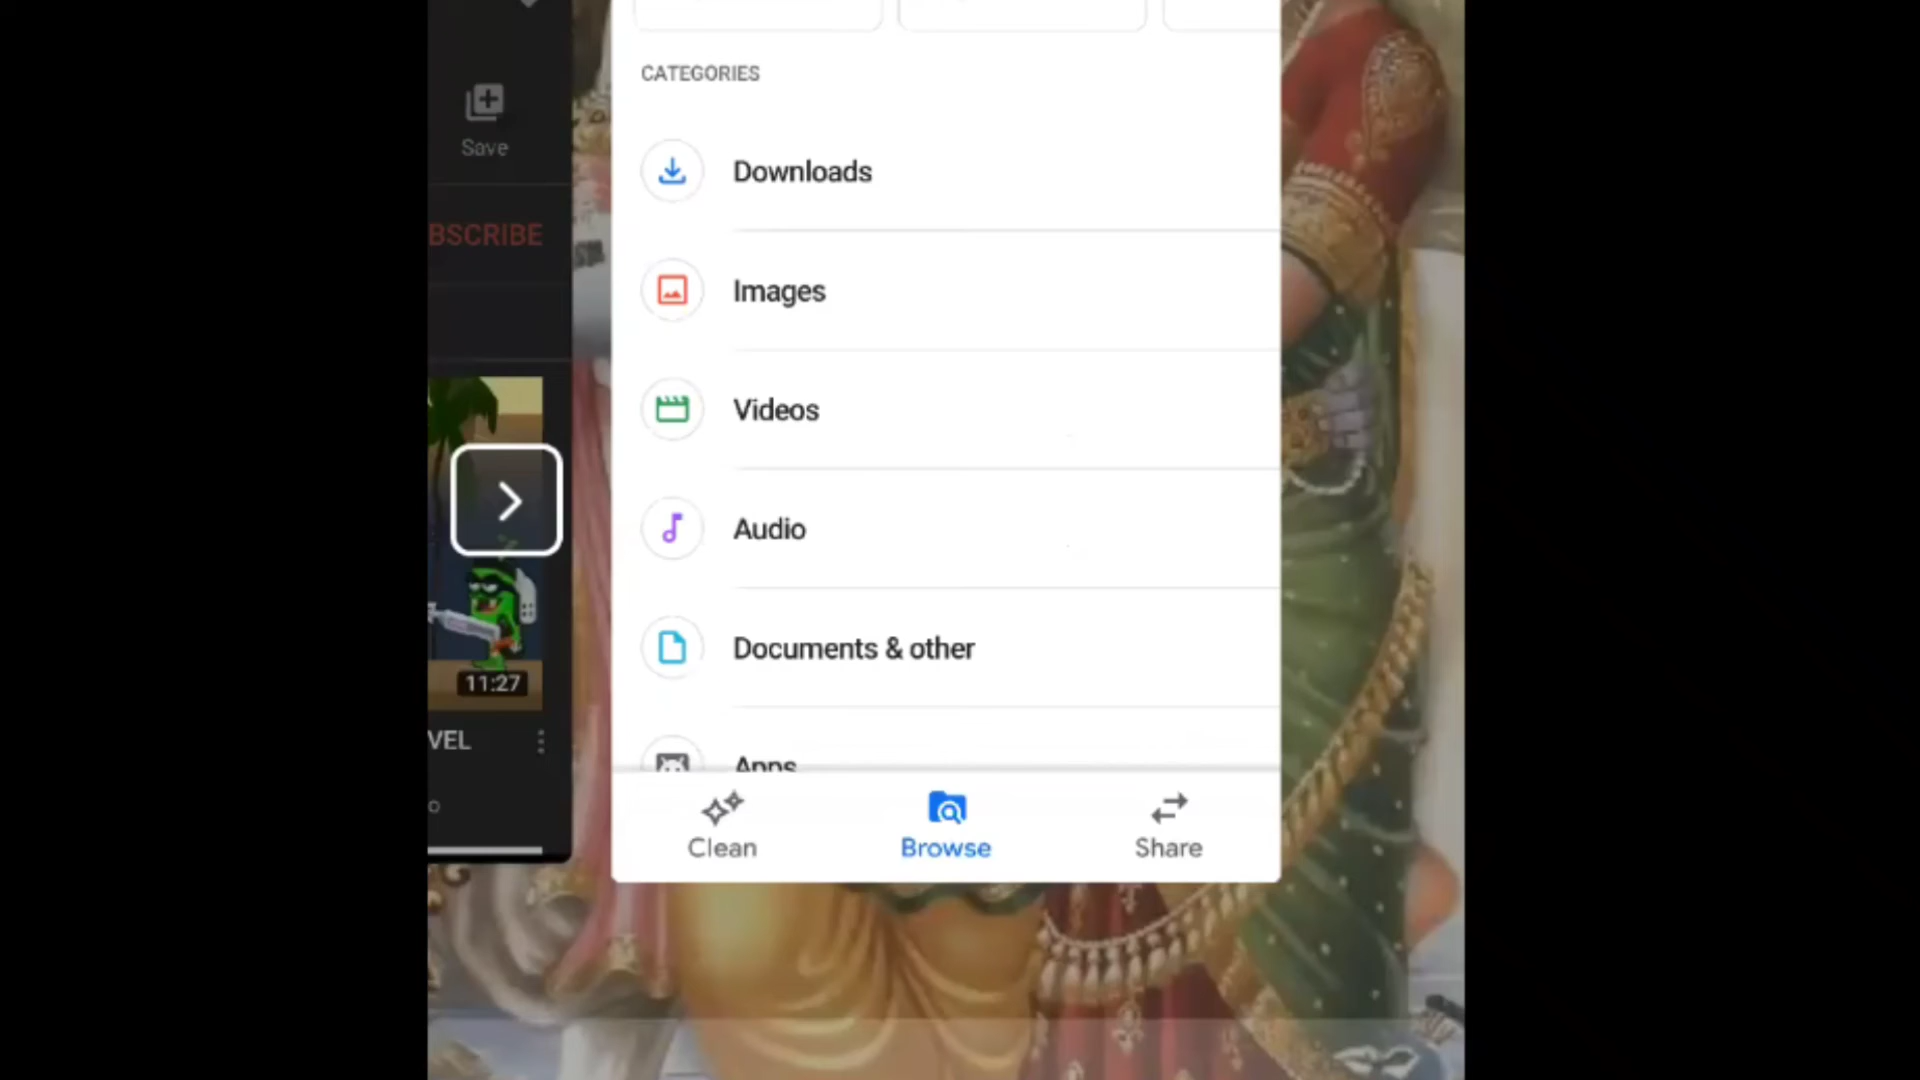 CATEGORIES
Save
Downloads
BSCRIBE
Images
Videos
Audio
Documents & other
11:27
VEL
Apps
o
Clean
Browse
Share